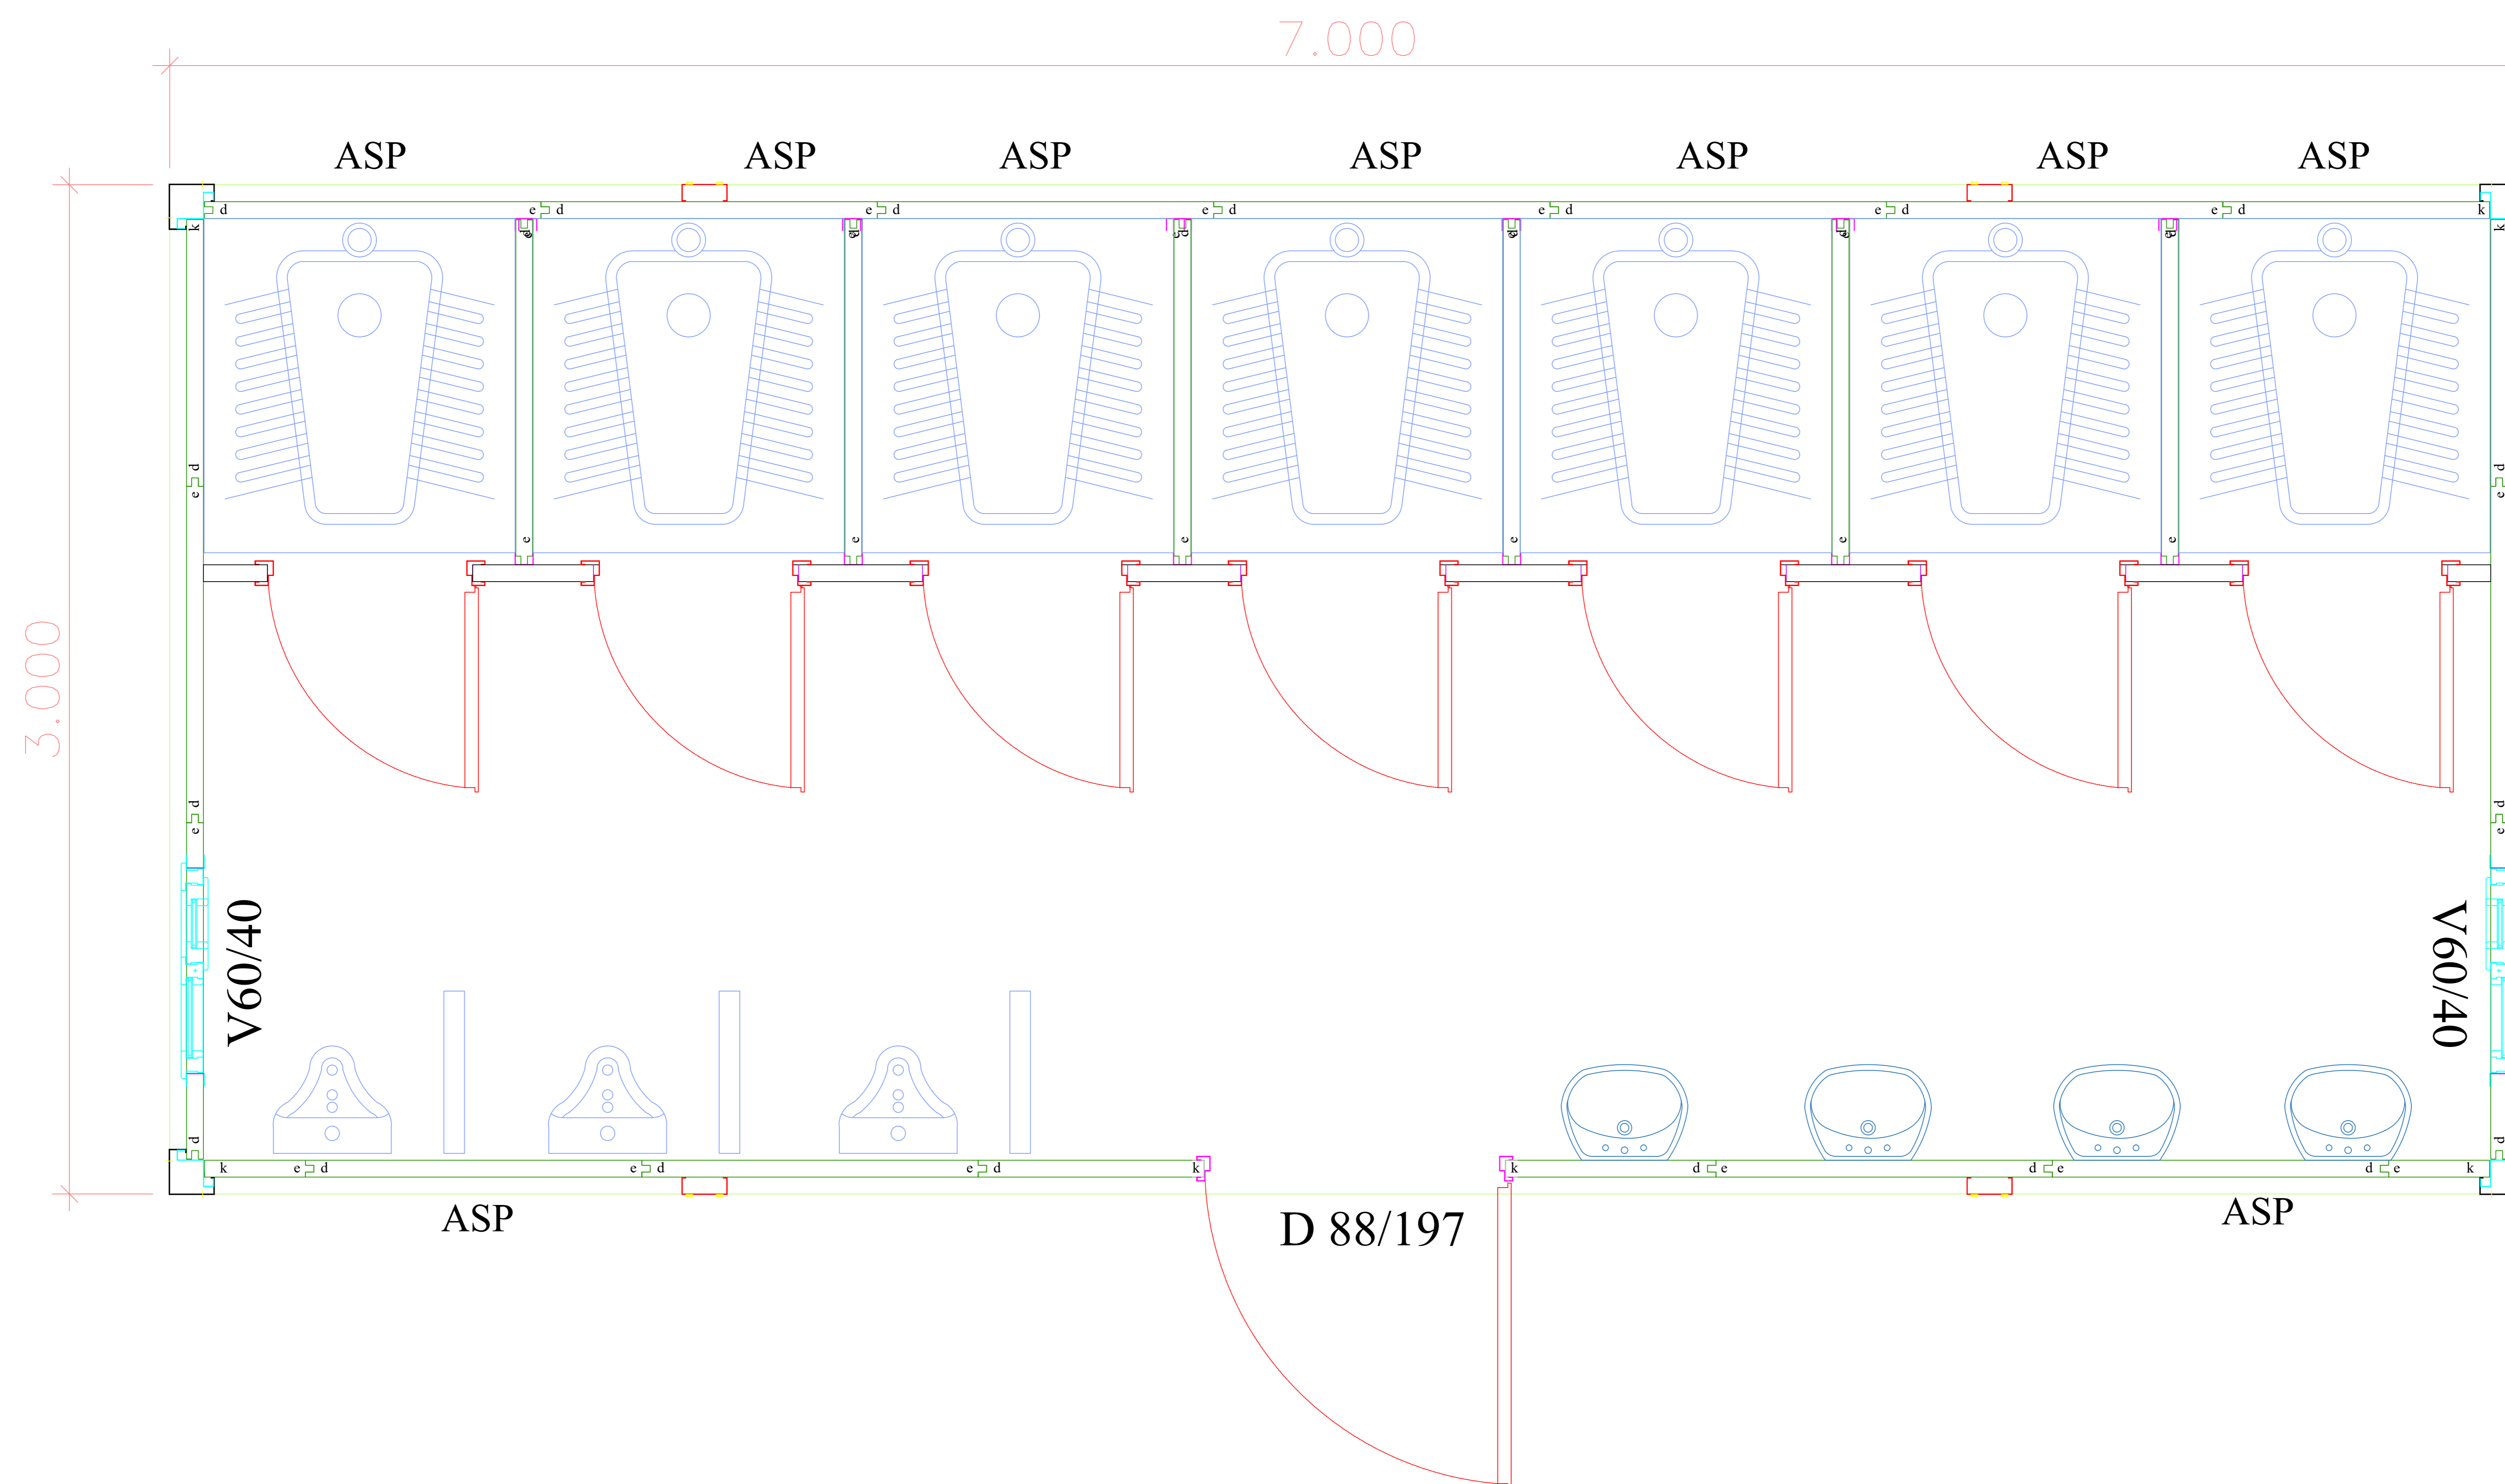 7.000
ASP ASP ASP ASP ASP ASP ASP
d e d e d e d e d e d e d k
k k
d e
d e
e e e e e e
3.000
d e
d e
V60/40
V60/40
d d
k e d e d e d k k d e d e d e k
ASP D 88/197 ASP